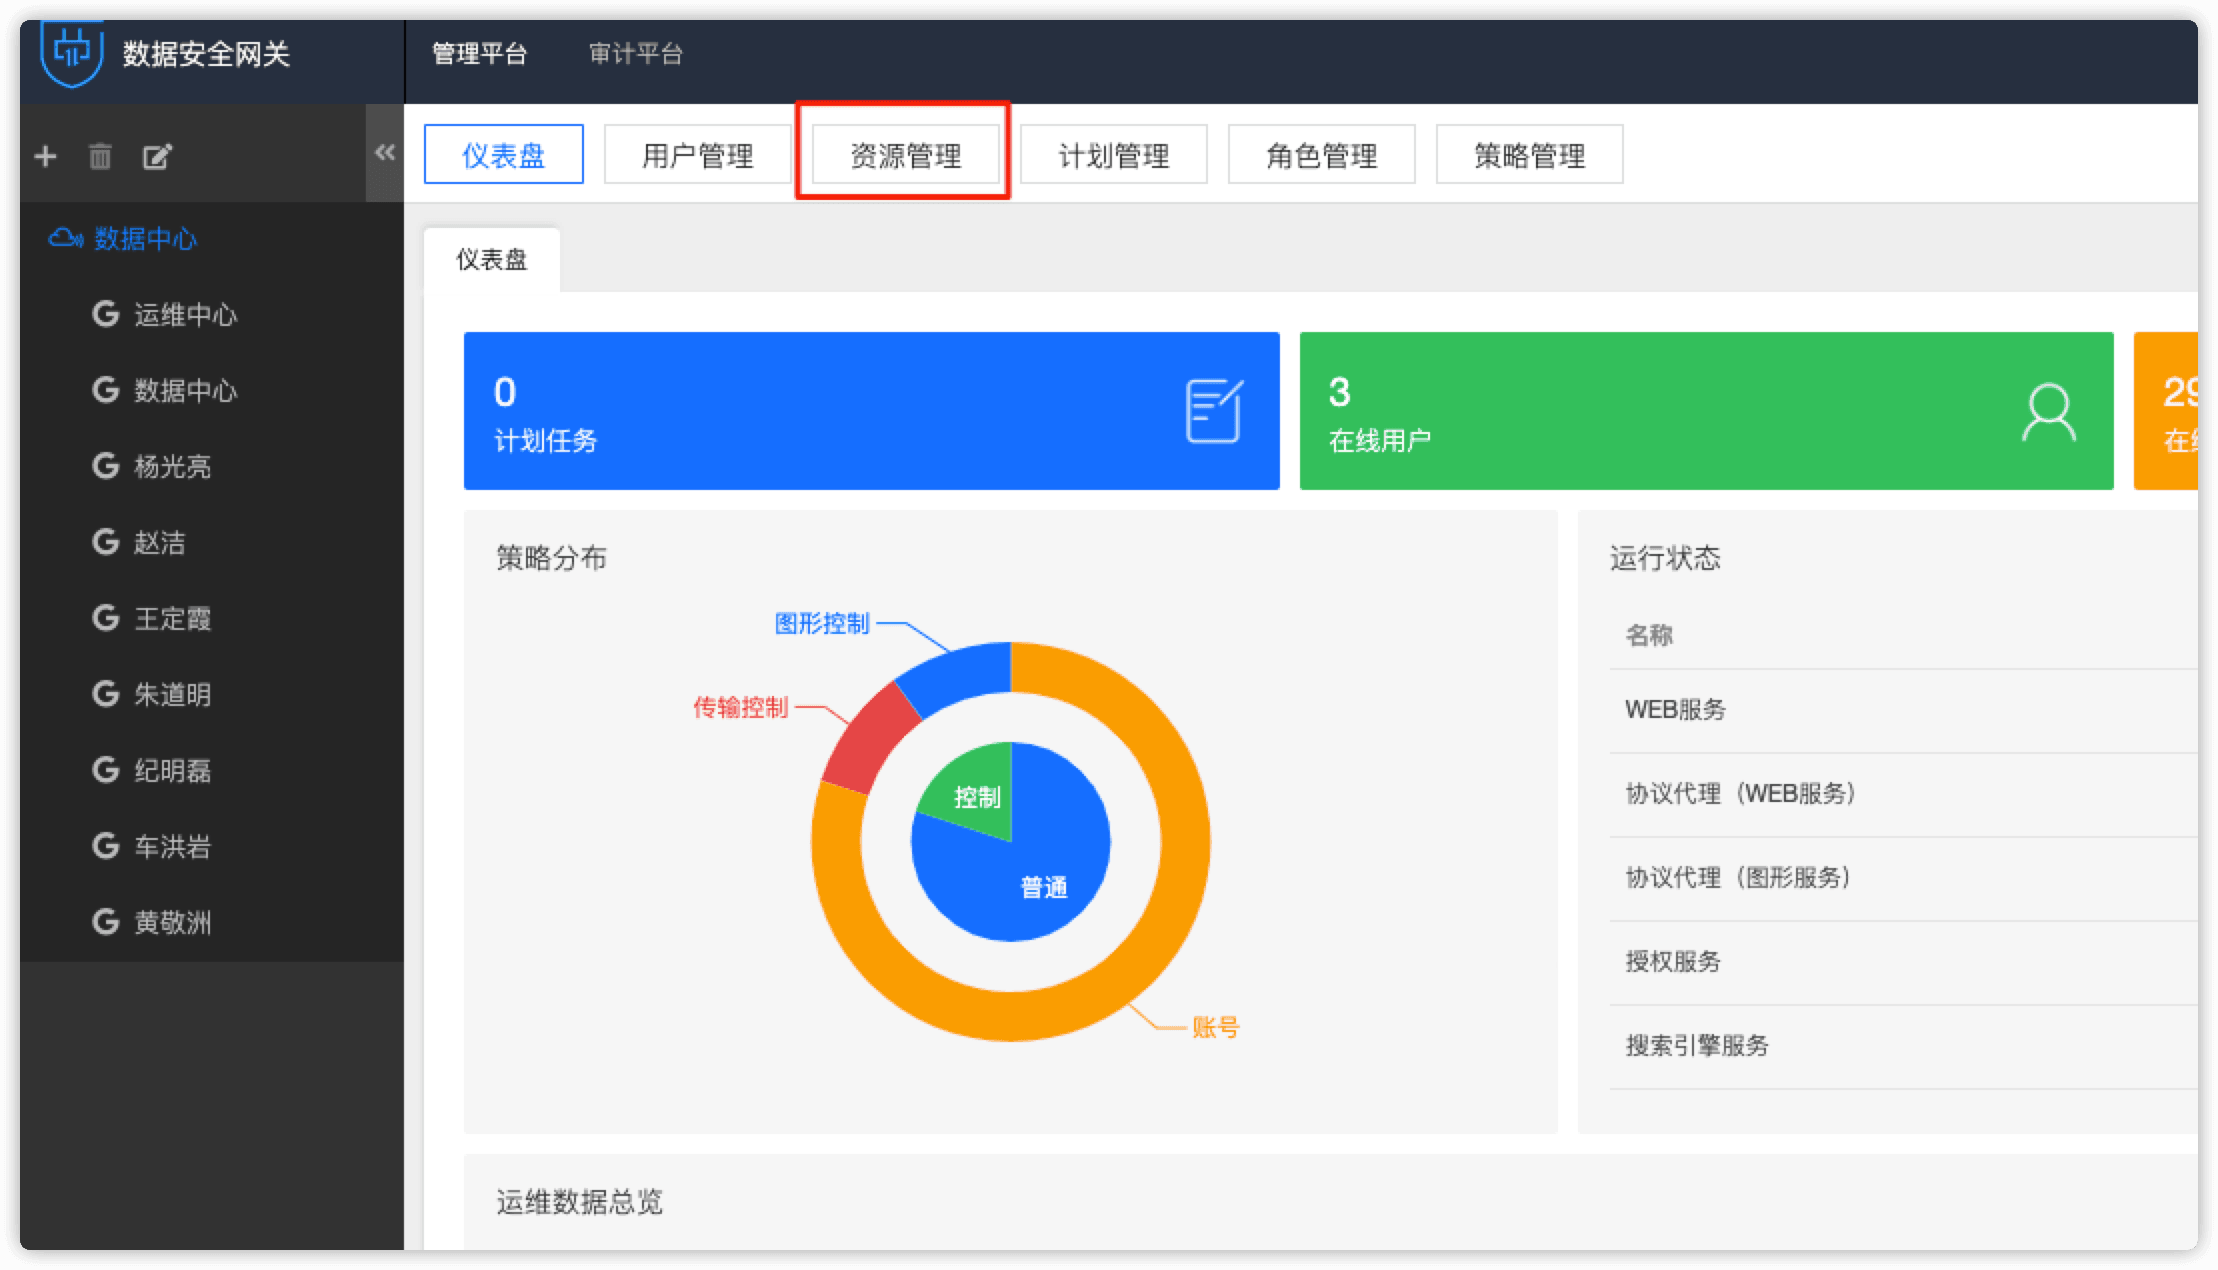 数据安全网关
管理平台 审计平台
仪表盘 用户管理 资源管理 计划管理 角色管理 策略管理
数据中心
运维中心
数据中心
杨光亮
赵洁
王定霞
朱道明
纪明磊
车洪岩
黄敬洲
仪表盘
0
计划任务
3
在线用户
29
在
策略分布
图形控制
传输控制
控制
普通
账号
运行状态
名称
WEB服务
协议代理（WEB服务）
协议代理（图形服务）
授权服务
搜索引擎服务
运维数据总览